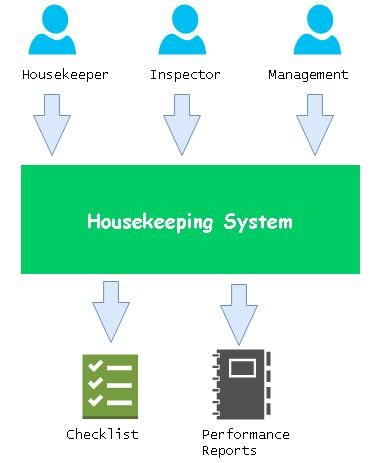 Housekeeper
Inspector
Management
Housekeeping System
Checklist
Performance
Reports